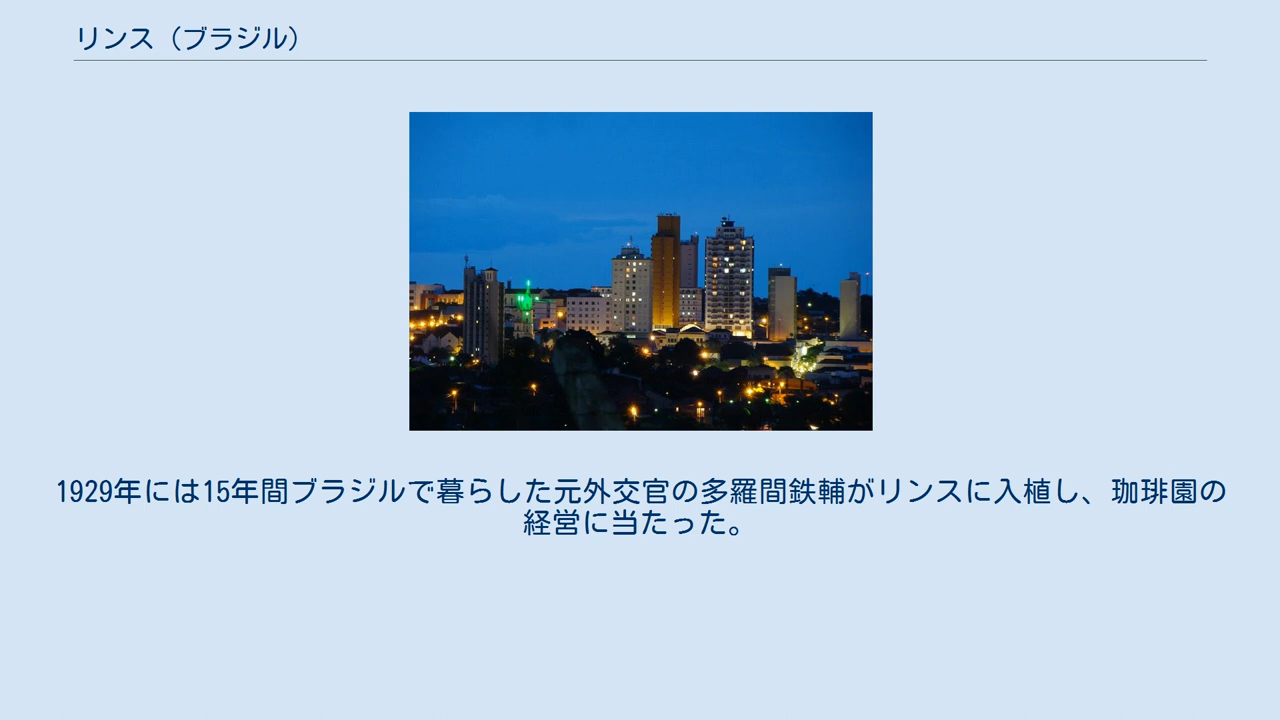 リンス（ブラジル）
1929年には15年間ブラジルで暮らした元外交官の多羅間鉄輔がリンスに入植し、珈琲園の
経営に当たった。